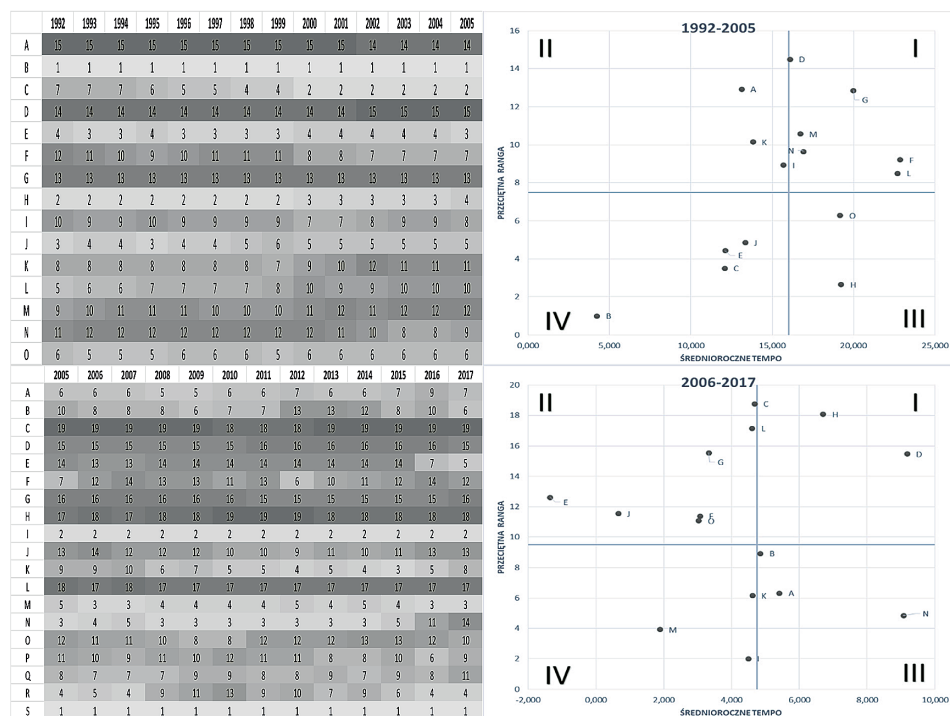 1992 1993 1994 1995 1996 1997 1998 1999 2000 2001 2002 2003 2004 2005
A 15 15 15 15 15 15 15 15 15 15 14 14 14 14
B 1 1 1 1 1 1 1 1 1 1 1 1 1 1
C 7 7 7 6 5 5 4 4 2 2 2 2 2 2
D 14 14 14 14 14 14 14 14 14 14 15 15 15 15
E 4 3 3 4 3 3 3 3 4 4 4 4 4 3
F 12 11 10 9 10 11 11 11 8 8 7 7 7 7
G 13 13 13 13 13 13 13 13 13 13 13 13 13 13
H 2 2 2 2 2 2 2 2 3 3 3 3 3 4
I 10 9 9 10 9 9 9 9 7 7 8 9 9 8
J 3 4 4 3 4 4 5 6 5 5 5 5 5 5
K 8 8 8 8 8 8 8 7 9 10 12 11 11 11
L 5 6 6 7 7 7 7 8 10 9 9 10 10 10
M 9 10 11 11 10 10 10 10 11 12 11 12 12 12
N 11 12 12 12 12 12 12 12 12 11 10 8 8 9
O 6 5 5 5 6 6 6 5 6 6 6 6 6 6
1992-2005
II
I
IV
III
PRZECIĘTNA RANGA
16
14
12
10
8
6
4
2
0
D
A
G
M
K
N
I
F
L
O
J
E
C
H
B
0,000 5,000 10,000 15,000 20,000 25,000
ŚREDNIOROCZNE TEMPO
2005 2006 2007 2008 2009 2010 2011 2012 2013 2014 2015 2016 2017
A 6 6 6 5 5 6 6 7 6 6 7 9 7
B 10 8 8 8 6 7 7 13 13 12 8 10 6
C 19 19 19 19 19 18 18 19 19 19 19 19 19
D 15 15 15 15 15 15 16 16 16 16 16 16 15
E 14 13 13 14 14 14 14 14 14 14 14 7 5
F 7 12 14 13 13 11 13 6 10 11 12 14 12
G 16 16 16 16 16 16 15 15 15 15 15 15 16
H 17 18 17 18 18 19 19 18 18 18 18 18 18
I 2 2 2 2 2 2 2 2 2 2 2 2 2
J 13 14 12 12 12 10 10 9 11 10 11 13 13
K 9 9 10 6 7 5 5 4 5 4 3 5 8
L 18 17 18 17 17 17 17 17 17 17 17 17 17
M 5 3 3 4 4 4 4 5 4 5 4 3 3
N 3 4 5 3 3 3 3 3 3 3 5 11 14
O 12 11 11 10 8 8 12 12 12 13 13 12 10
P 11 10 9 11 10 12 11 11 8 8 10 6 9
Q 8 7 7 7 9 9 8 8 9 7 9 8 11
R 4 5 4 9 11 13 9 10 7 9 6 4 4
S 1 1 1 1 1 1 1 1 1 1 1 1 1
2006-2017
II
I
IV
III
PRZECIĘTNA RANGA
20
18
16
14
12
10
8
6
4
2
0
C
H
L
G
D
E
J
F
O
B
K
A
N
M
I
-2,000 0,000 2,000 4,000 6,000 8,000 10,000
ŚREDNIOROCZNE TEMPO